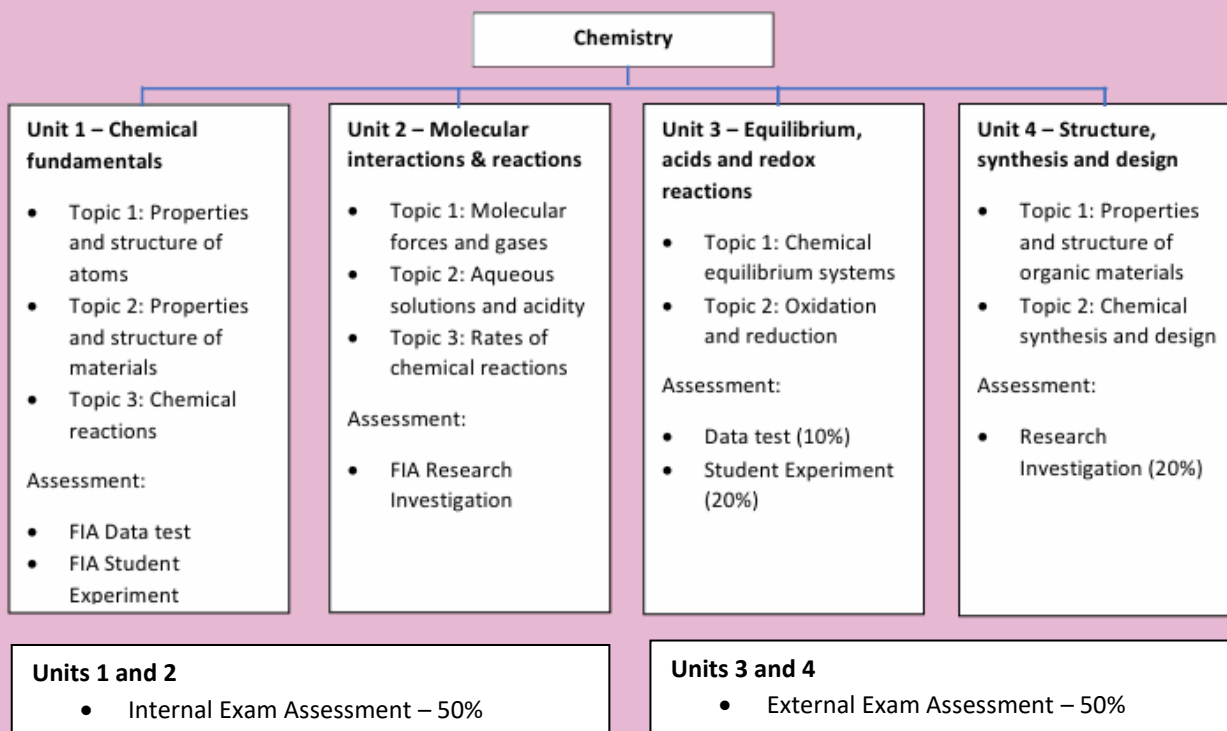 Chemistry
Unit 1 – Chemical
fundamentals
• Topic 1: Properties
and structure of
atoms
• Topic 2: Properties
and structure of
materials
• Topic 3: Chemical
reactions
Assessment:
• FIA Data test
• FIA Student
Experiment
Unit 2 – Molecular
interactions & reactions
• Topic 1: Molecular
forces and gases
• Topic 2: Aqueous
solutions and acidity
• Topic 3: Rates of
chemical reactions
Assessment:
• FIA Research
Investigation
Unit 3 – Equilibrium,
acids and redox
reactions
• Topic 1: Chemical
equilibrium systems
• Topic 2: Oxidation
and reduction
Assessment:
• Data test (10%)
• Student Experiment
(20%)
Unit 4 – Structure,
synthesis and design
• Topic 1: Properties
and structure of
organic materials
• Topic 2: Chemical
synthesis and design
Assessment:
• Research
Investigation (20%)
Units 1 and 2
• Internal Exam Assessment – 50%
Units 3 and 4
• External Exam Assessment – 50%